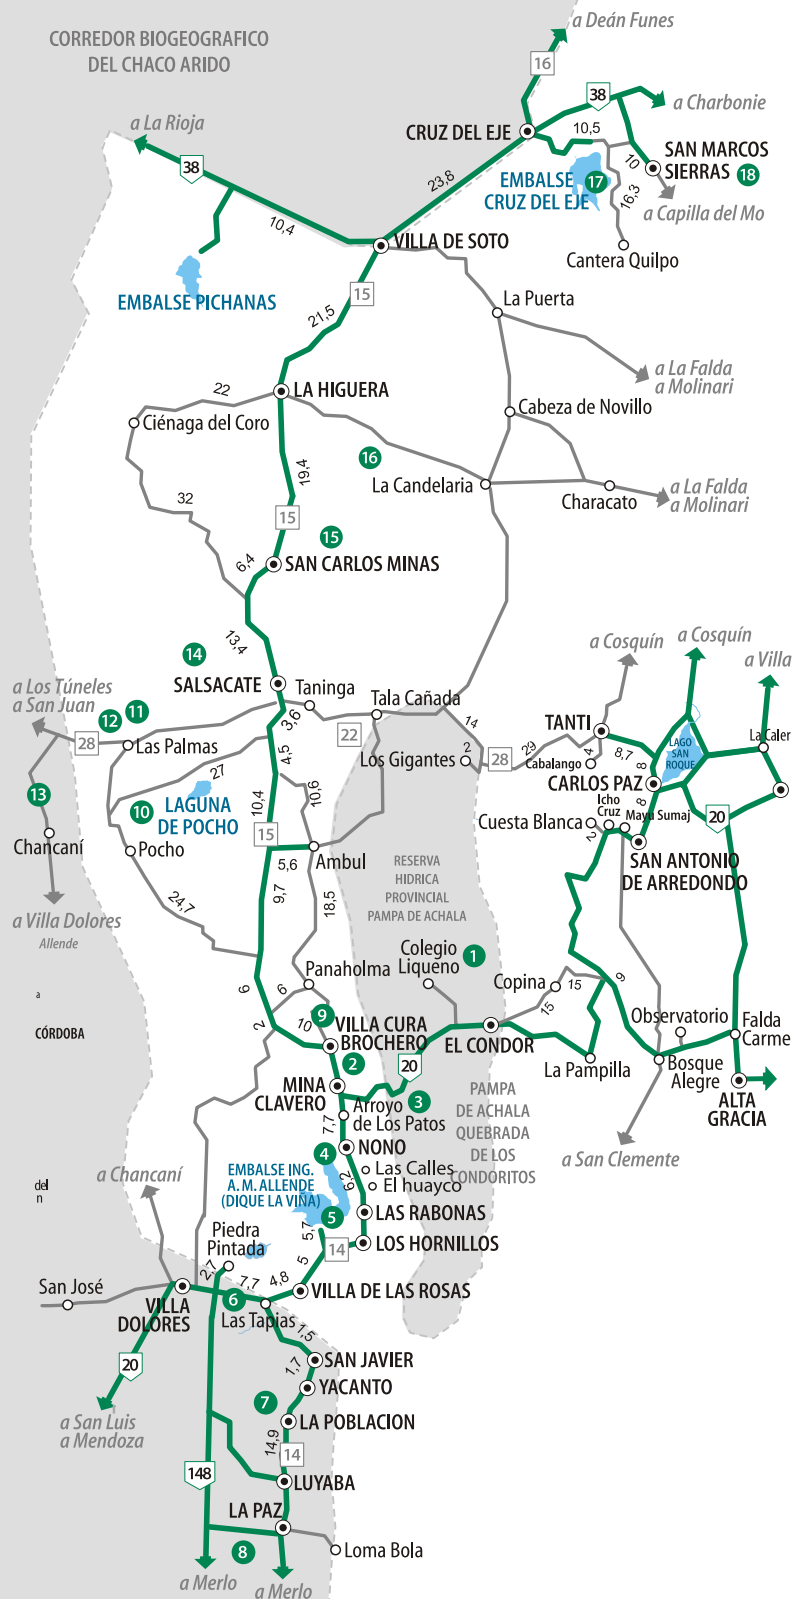 CORREDOR BIOGEOGRAFICO
DEL CHACO ARIDO
a Deán Funes
16
38
a Charbonie
a La Rioja
CRUZ DEL EJE
10,5
SAN MARCOS
SIERRAS
18
10
38
23,8
EMBALSE
CRUZ DEL EJE
17
16,3
a Capilla del Mo
10,4
VILLA DE SOTO
Cantera Quilpo
EMBALSE PICHANAS
15
La Puerta
21,5
a La Falda
a Molinari
22
LA HIGUERA
Ciénaga del Coro
Cabeza de Novillo
16
19,4
La Candelaria
32
Characato
a La Falda
a Molinari
15
15
6,4
SAN CARLOS MINAS
13,4
14
a Cosquín
a Cosquín
a Villa
SALSACATE
Taninga
Tala Cañada
a Los Túneles
a San Juan
12
11
3,6
22
14
TANTI
28
Las Palmas
4,5
Los Gigantes
2
28
29
4
8,7
LAGO
SAN
ROQUE
La Caler
Cabalango
8
CARLOS PAZ
27
10,6
13
10
LAGUNA
DE POCHO
10,4
8
Icho
Cruz
Mayu Sumaj
20
Cuesta Blanca
2
Chancaní
Pocho
15
5,6
Ambul
RESERVA
HIDRICA
PROVINCIAL
PAMPA DE ACHALA
SAN ANTONIO
DE ARREDONDO
24,7
9,7
18,5
a Villa Dolores
Allende
Colegio
Liqueno
1
Panaholma
Copina
15
9
a
9
6
15
CÓRDOBA
2
10
9
VILLA CURA
BROCHERO
EL CONDOR
Observatorio
Falda
Carme
2
20
La Pampilla
Bosque
Alegre
MINA
CLAVERO
3
Arroyo
de Los Patos
PAMPA
DE ACHALA
QUEBRADA
DE LOS
CONDORITOS
ALTA
GRACIA
7,7
NONO
4
a San Clemente
a Chancaní
EMBALSE ING.
A. M. ALLENDE
(DIQUE LA VIÑA)
Las Calles
El huayco
6,2
del
n
5
LAS RABONAS
Piedra
Pintada
5,7
14
LOS HORNILLOS
San José
2,7
1,7
4,8
5
VILLA DE LAS ROSAS
VILLA
DOLORES
6
Las Tapias
1,5
20
SAN JAVIER
1,7
YACANTO
a San Luis
a Mendoza
7
LA POBLACION
14,9
14
148
LUYABA
LA PAZ
8
Loma Bola
a Merlo
a Merlo